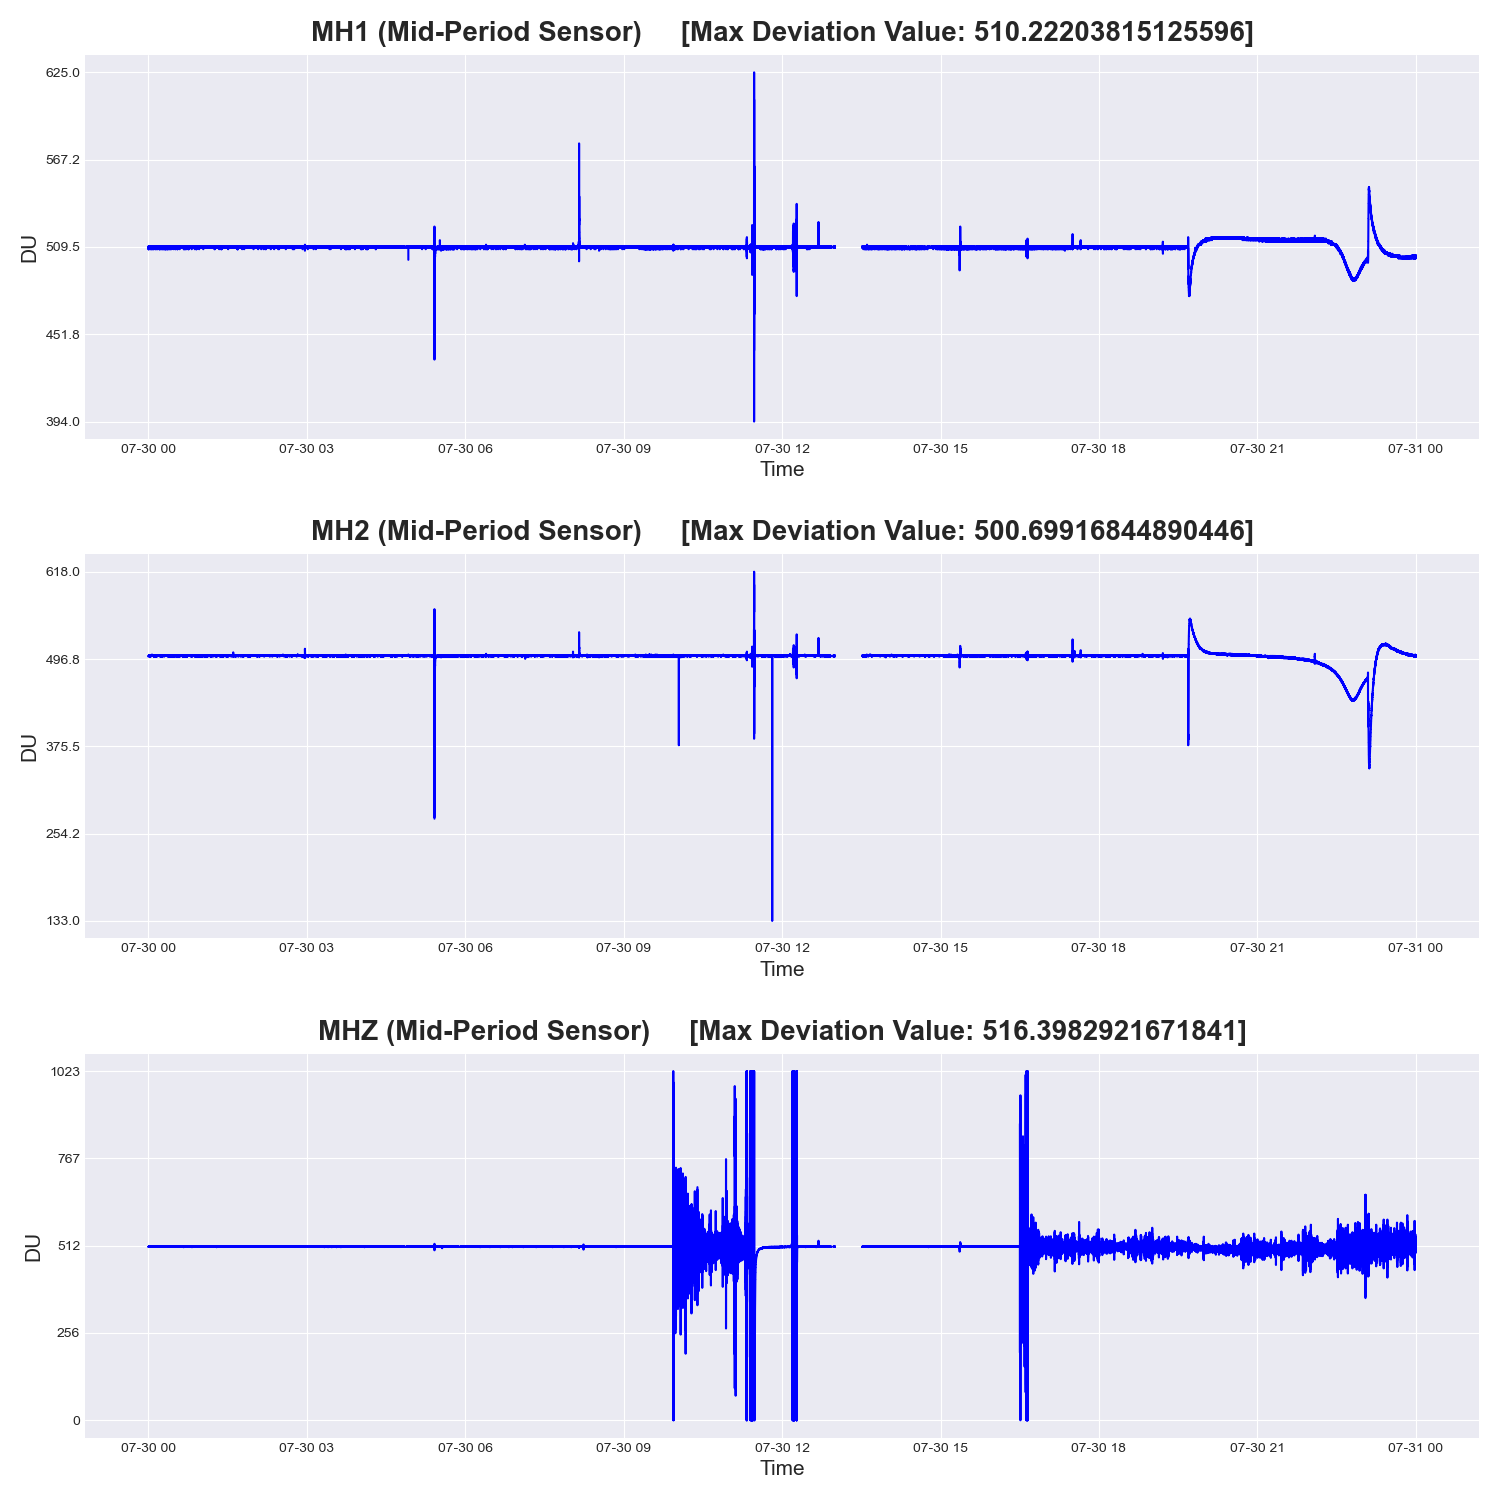 MH1 (Mid-Period Sensor) [Max Deviation Value: 510.22203815125596]
625.0
567.2
509.5
451.8
394.0
DU
07-30 00 07-30 03 07-30 06 07-30 09 07-30 12 07-30 15 07-30 18 07-30 21 07-31 00
Time
MH2 (Mid-Period Sensor) [Max Deviation Value: 500.69916844890446]
618.0
496.8
375.5
254.2
133.0
DU
07-30 00 07-30 03 07-30 06 07-30 09 07-30 12 07-30 15 07-30 18 07-30 21 07-31 00
Time
MHZ (Mid-Period Sensor) [Max Deviation Value: 516.3982921671841]
1023
767
512
256
0
DU
07-30 00 07-30 03 07-30 06 07-30 09 07-30 12 07-30 15 07-30 18 07-30 21 07-31 00
Time